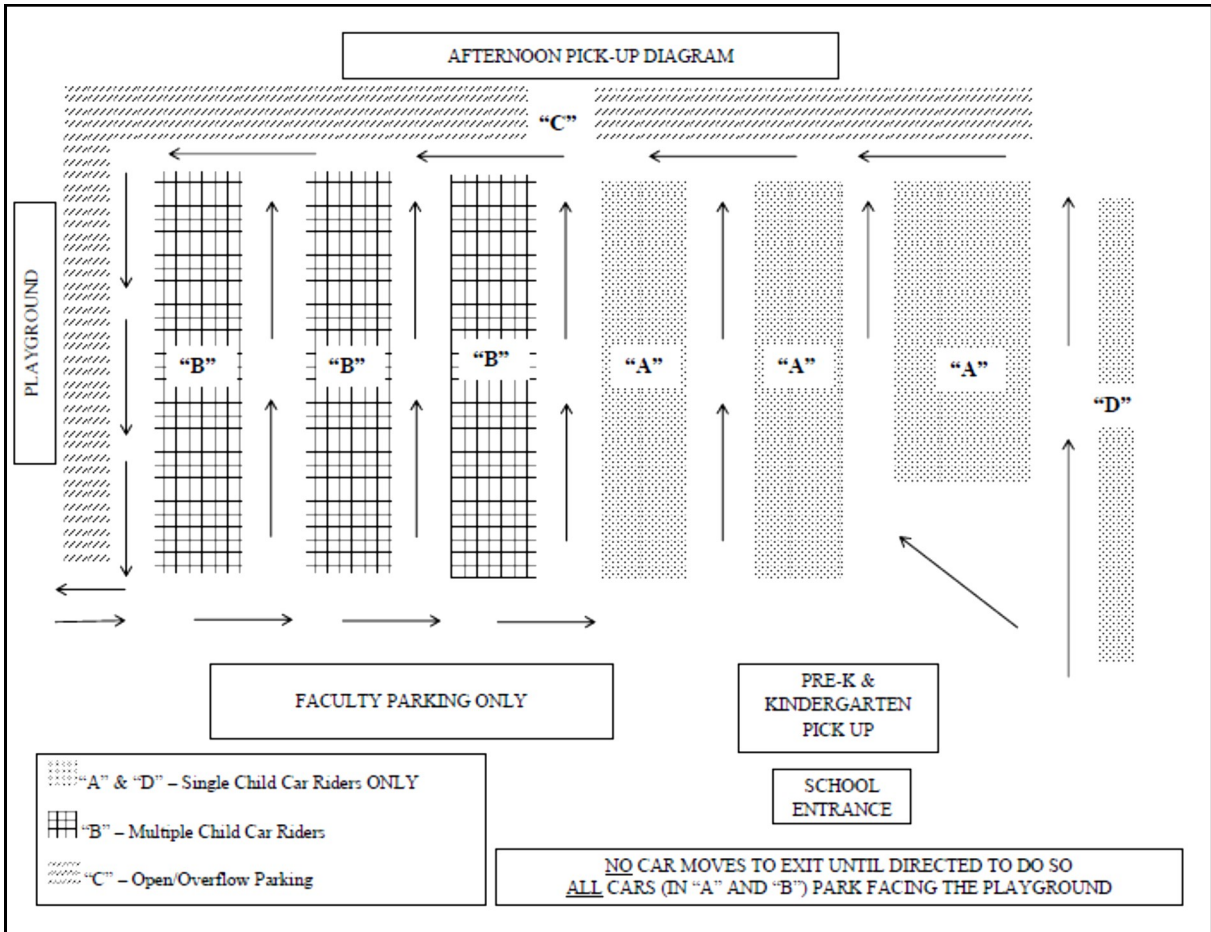 AFTERNOON PICK-UP DIAGRAM
“C”
PLAYGROUND
“B”
“B”
“B”
“A”
“A”
“A”
“D”
FACULTY PARKING ONLY
PRE-K &
KINDERGARTEN
PICK UP
“A” & “D” – Single Child Car Riders ONLY
“B” – Multiple Child Car Riders
“C” – Open/Overflow Parking
SCHOOL
ENTRANCE
NO CAR MOVES TO EXIT UNTIL DIRECTED TO DO SO
ALL CARS (IN “A” AND “B”) PARK FACING THE PLAYGROUND